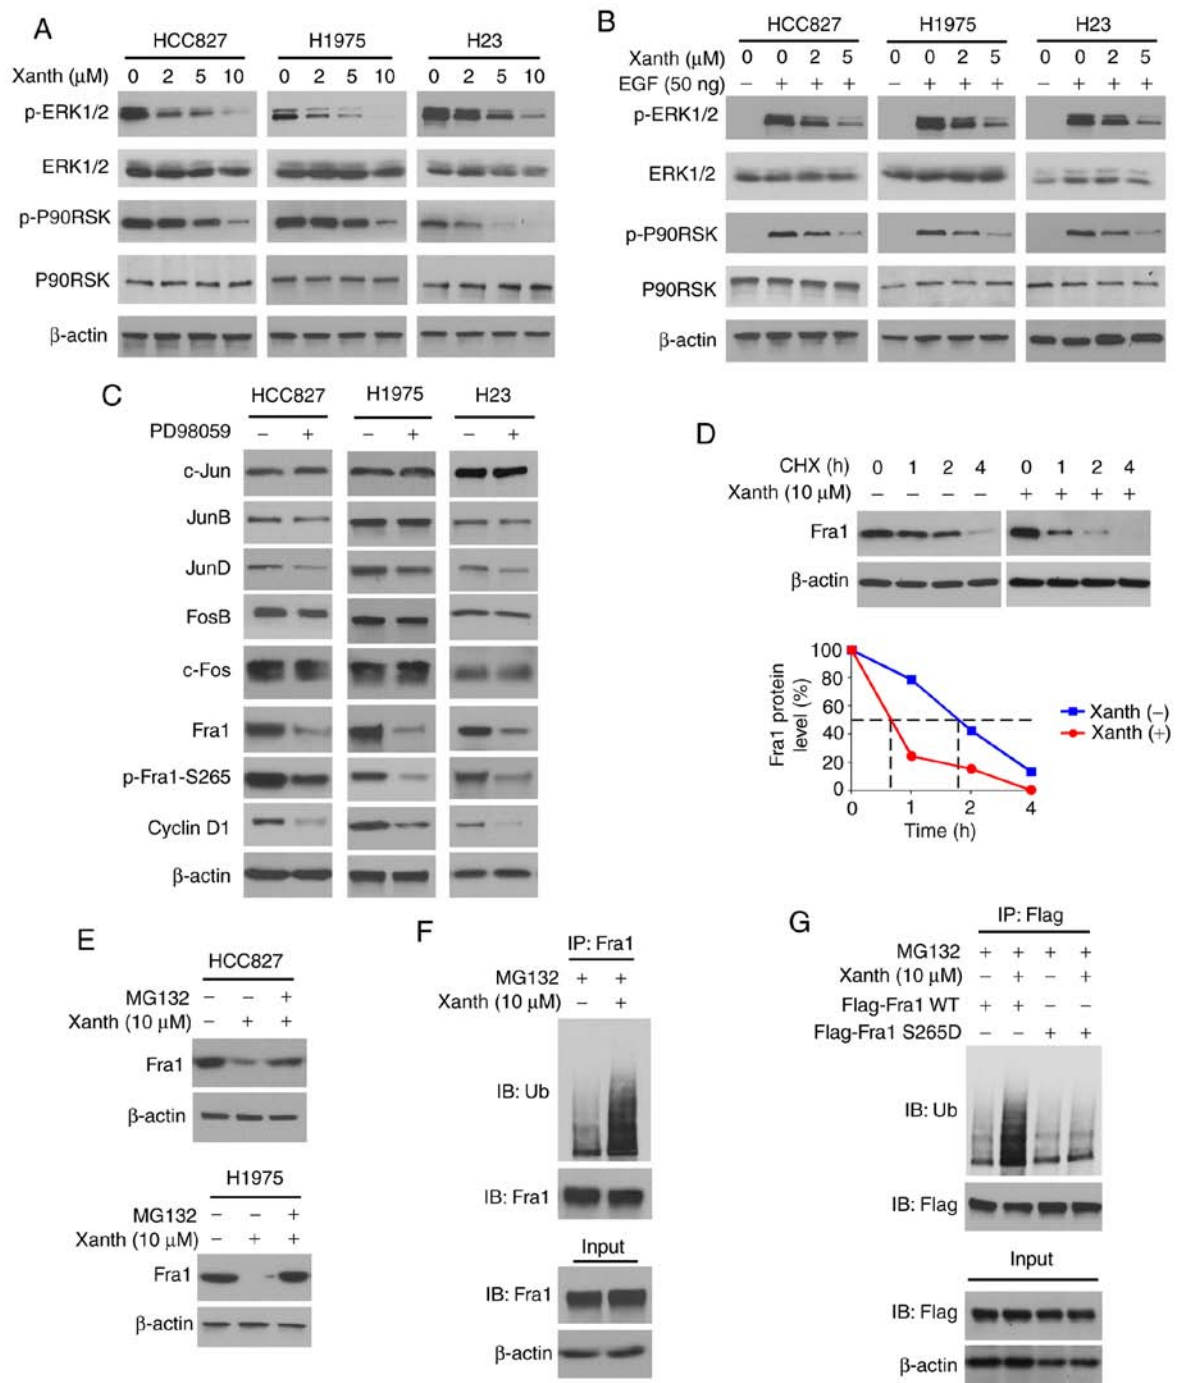 A
HCC827 H1975 H23
Xanth (μM) 0 2 5 10 0 2 5 10 0 2 5 10
p-ERK1/2
ERK1/2
p-P90RSK
P90RSK
β-actin
B
HCC827 H1975 H23
Xanth (μM) 0 0 2 5 0 0 2 5 0 0 2 5
EGF (50 ng) – + + + – + + + – + + +
p-ERK1/2
ERK1/2
p-P90RSK
P90RSK
β-actin
C
HCC827 H1975 H23
PD98059 – + – + – +
c-Jun
JunB
JunD
FosB
c-Fos
Fra1
p-Fra1-S265
Cyclin D1
β-actin
D
CHX (h) 0 1 2 4 0 1 2 4
Xanth (10 μM) – – – – + + + +
Fra1
β-actin
Fra1 protein
level (%)
100
80
60
40
20
0
0 1 2 4
Time (h)
Xanth (–)
Xanth (+)
E
HCC827
MG132 – – +
Xanth (10 μM) – + +
Fra1
β-actin
H1975
MG132 – – +
Xanth (10 μM) – + +
Fra1
β-actin
F
IP: Fra1
MG132 + +
Xanth (10 μM) – +
IB: Ub
IB: Fra1
Input
IB: Fra1
β-actin
G
IP: Flag
MG132 + + + +
Xanth (10 μM) – + – +
Flag-Fra1 WT + + – –
Flag-Fra1 S265D – – + +
IB: Ub
IB: Flag
Input
IB: Flag
β-actin